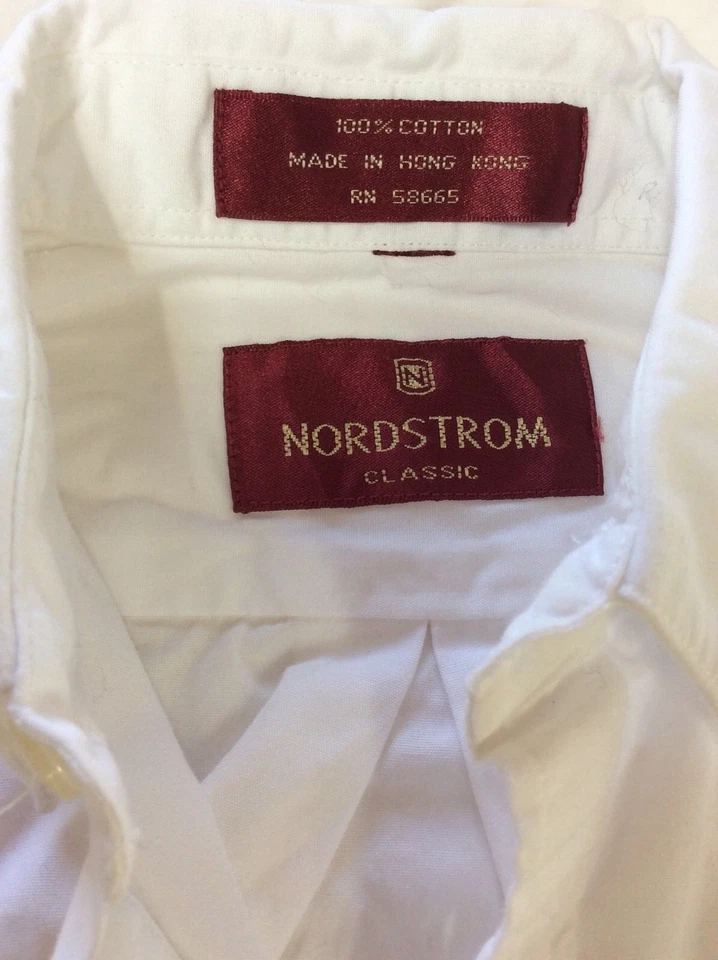 100% COTTON
MADE IN HONG KONG
RN 58665
N
NORDSTROM
CLASSIC